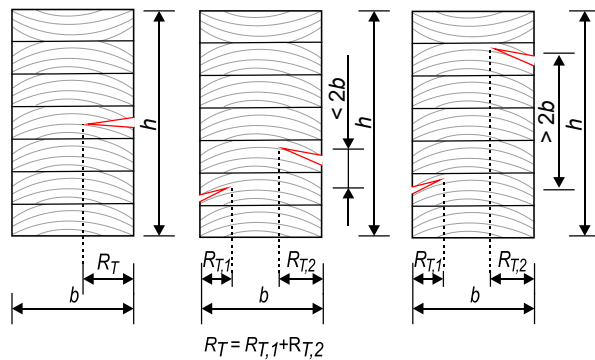 h
R_T
b
< 2b
h
R_T,1
R_T,2
b
R_T = R_T,1+R_T,2
> 2b
h
R_T,1
R_T,2
b